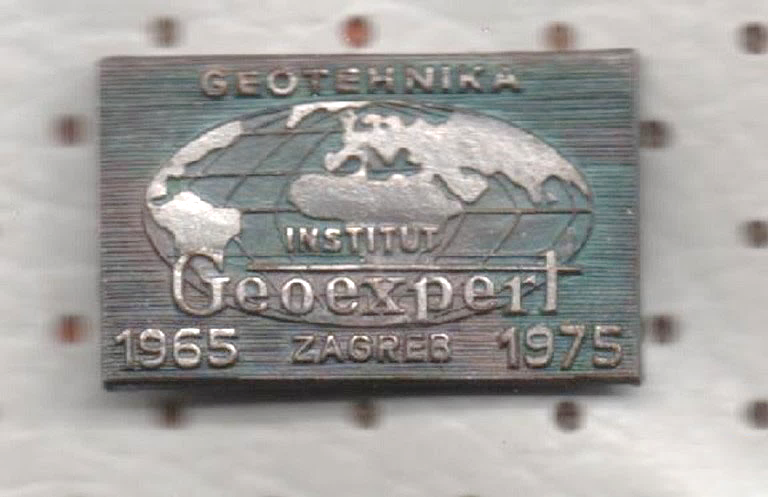 GEOTEHNIKA
INSTITUT
Geoexpert
1965 ZAGREB 1975